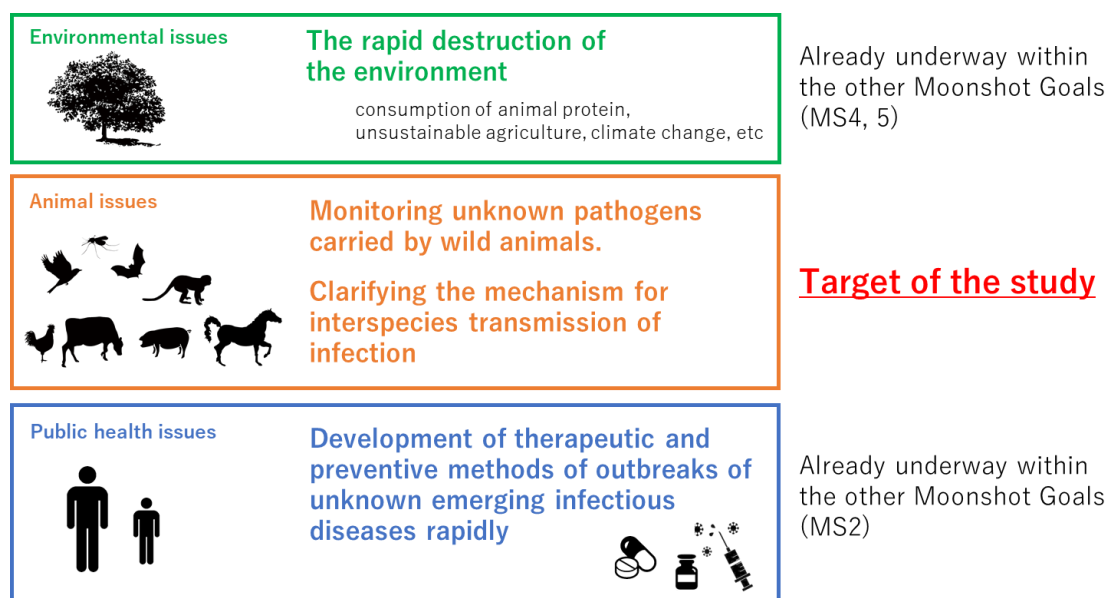 Environmental issues
The rapid destruction of
the environment
consumption of animal protein,
unsustainable agriculture, climate change, etc
Already underway within
the other Moonshot Goals
(MS4, 5)
Animal issues
Monitoring unknown pathogens
carried by wild animals.
Clarifying the mechanism for
interspecies transmission of
infection
Target of the study
Public health issues
Development of therapeutic and
preventive methods of outbreaks of
unknown emerging infectious
diseases rapidly
Already underway within
the other Moonshot Goals
(MS2)